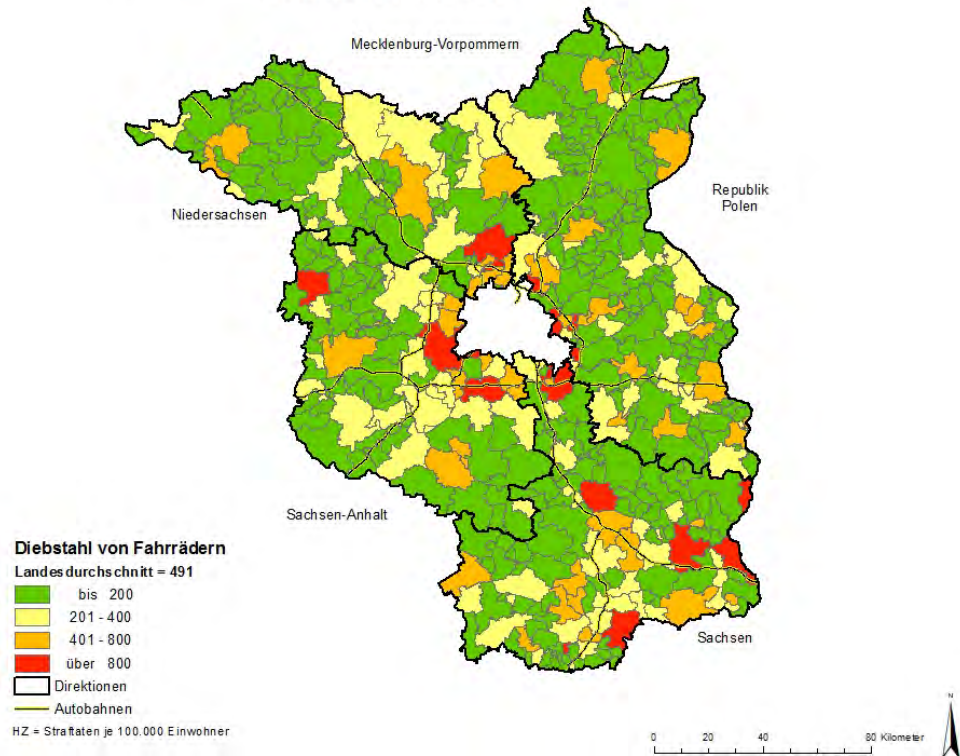 Mecklenburg-Vorpommern
Republik
Polen
Niedersachsen
Sachsen-Anhalt
Sachsen
Diebstahl von Fahrrädern
Landesdurchschnitt = 491
bis 200
201 - 400
401 - 800
über 800
Direktionen
Autobahnen
HZ = Straftaten je 100.000 Einwohner
0 20 40 80 Kilometer
N